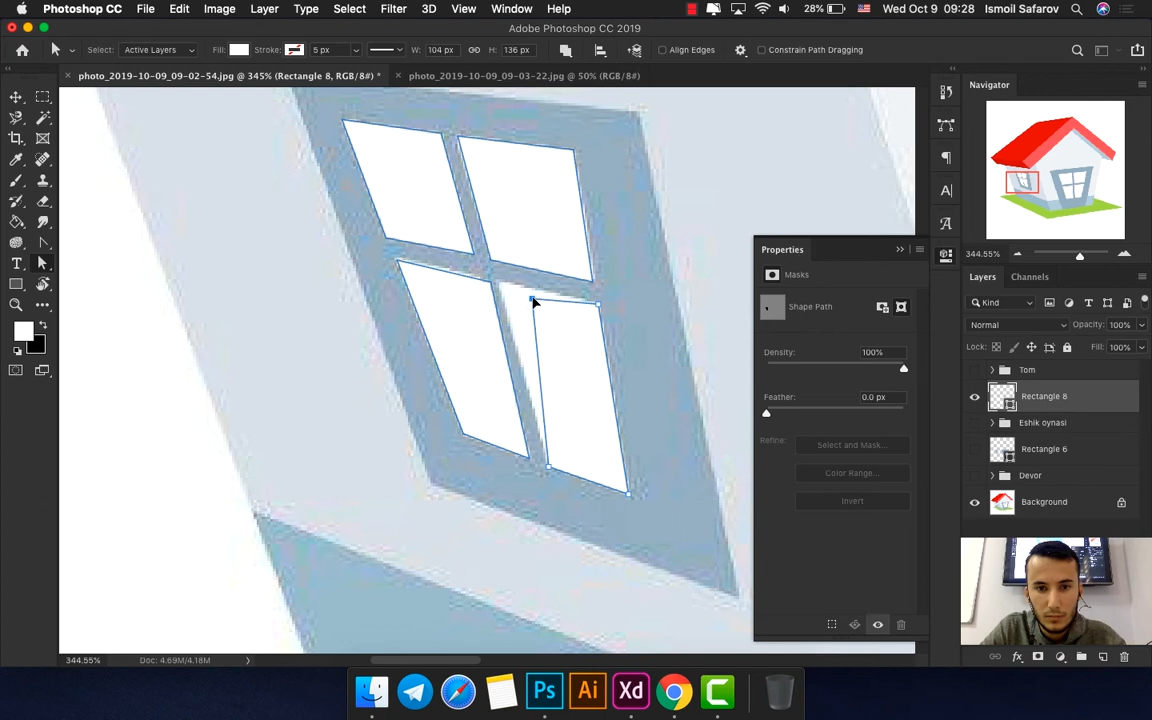 Photoshop CC File Edit Image Layer Type Select Filter 3D View Window Help 28% Wed Oct 9 09:28 Ismoil Safarov
Adobe Photoshop CC 2019
Select: Active Layers Fill: Stroke: 5 px W: 104 px H: 136 px Align Edges Constrain Path Dragging
photo_2019-10-09_09-02-54.jpg @ 345% (Rectangle 8, RGB/8#) * photo_2019-10-09_09-03-22.jpg @ 50% (RGB/8#)
Navigator
344.55%
Properties
Masks
Shape Path
Density: 100%
Feather: 0.0 px
Refine: Select and Mask...
Color Range...
Invert
Layers Channels
Kind
Normal Opacity: 100%
Lock: Fill: 100%
Tom
Rectangle 8
Eshik oynasi
Rectangle 6
Devor
Background
344.55% Doc: 4.69M/4.18M
Ps Ai Xd C